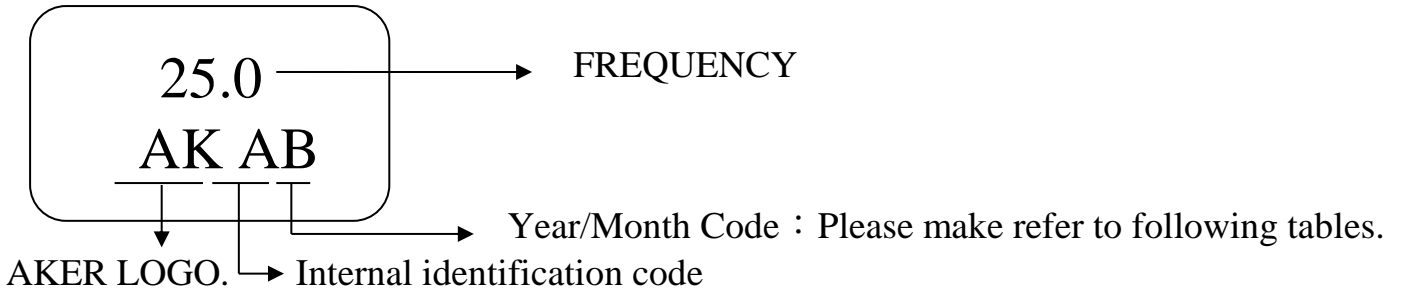 25.0 FREQUENCY
AK AB
Year/Month Code：Please make refer to following tables.
AKER LOGO. Internal identification code